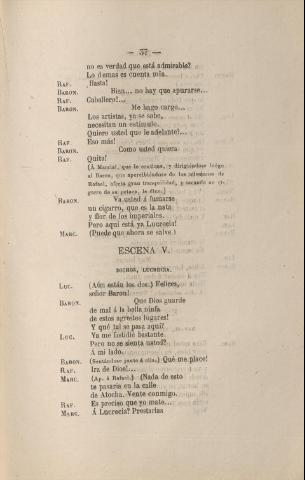 — 37 —
no es verdad que está admirable?
Lo demas es cuenta mia.
RAF. ¡Basta!
BARON. Bien... no hay que apurarse...
RAF. Caballero!...
BARON. Me hago cargo...
Los artistas, ya se sabe,
necesitan un estímulo.
Quiere usted que le adelante!...
RAF. Eso más!
BARON. Como usted quiera.
RAF. Quita!
(Á Marcial, que le contiene, y dirigiéndose luego
al Baron, que apercibiéndose de las intenciones de
Rafael, afecta gran tranquilidad, y sacando un ci-
garro de su petaca, le dice.)
BARON. Va usted á fumarse
un cigarro, que es la nata
y flor de los imperiales.
Pero aquí está ya Lucrecia!
MARC. (Puede que ahora se salve.)
ESCENA V.
DICHOS, LUCRECIA.
LUC. (Aún están los dos.) Felices,
señor Baron!
BARON. Que Dios guarde
de mal á la bella ninfa
de estos agrestes lugares!
Y qué tal se pasa aquí?
LUC. Ya me fastidié bastante.
Pero no se sienta usted?
Á mi lado.
BARON. (Sentándose junto á ella.) Qué me place!
RAF. Ira de Dios!...
MARC. (Ap. á Rafael.) (Nada de esto
te pasaria en la calle
de Atocha. Vente conmigo.
RAF. Es preciso que yo mate...
MARC. Á Lucrecia? Prestarias